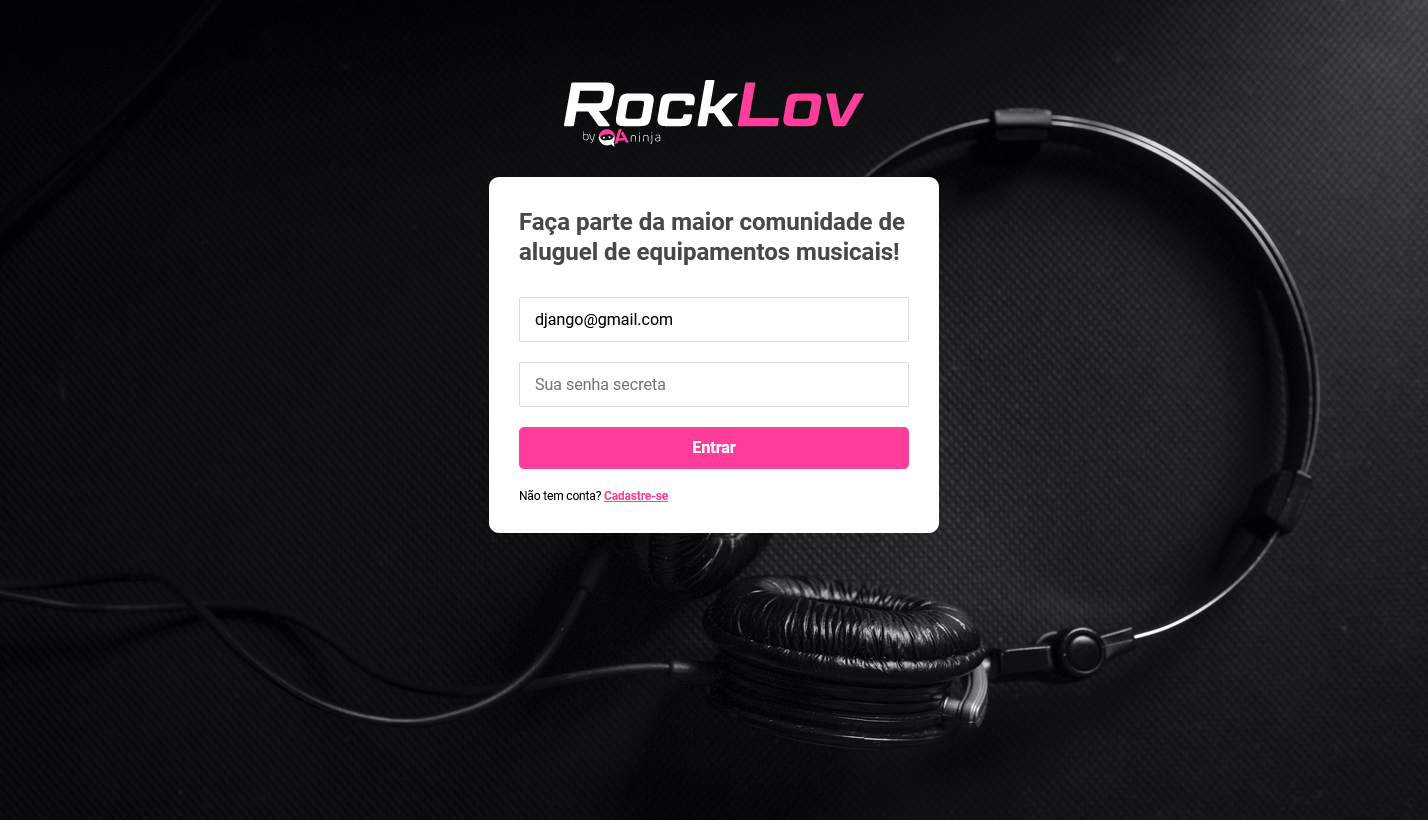 RockLov
by QAninja
Faça parte da maior comunidade de
aluguel de equipamentos musicais!
django@gmail.com
Sua senha secreta
Entrar
Não tem conta? Cadastre-se